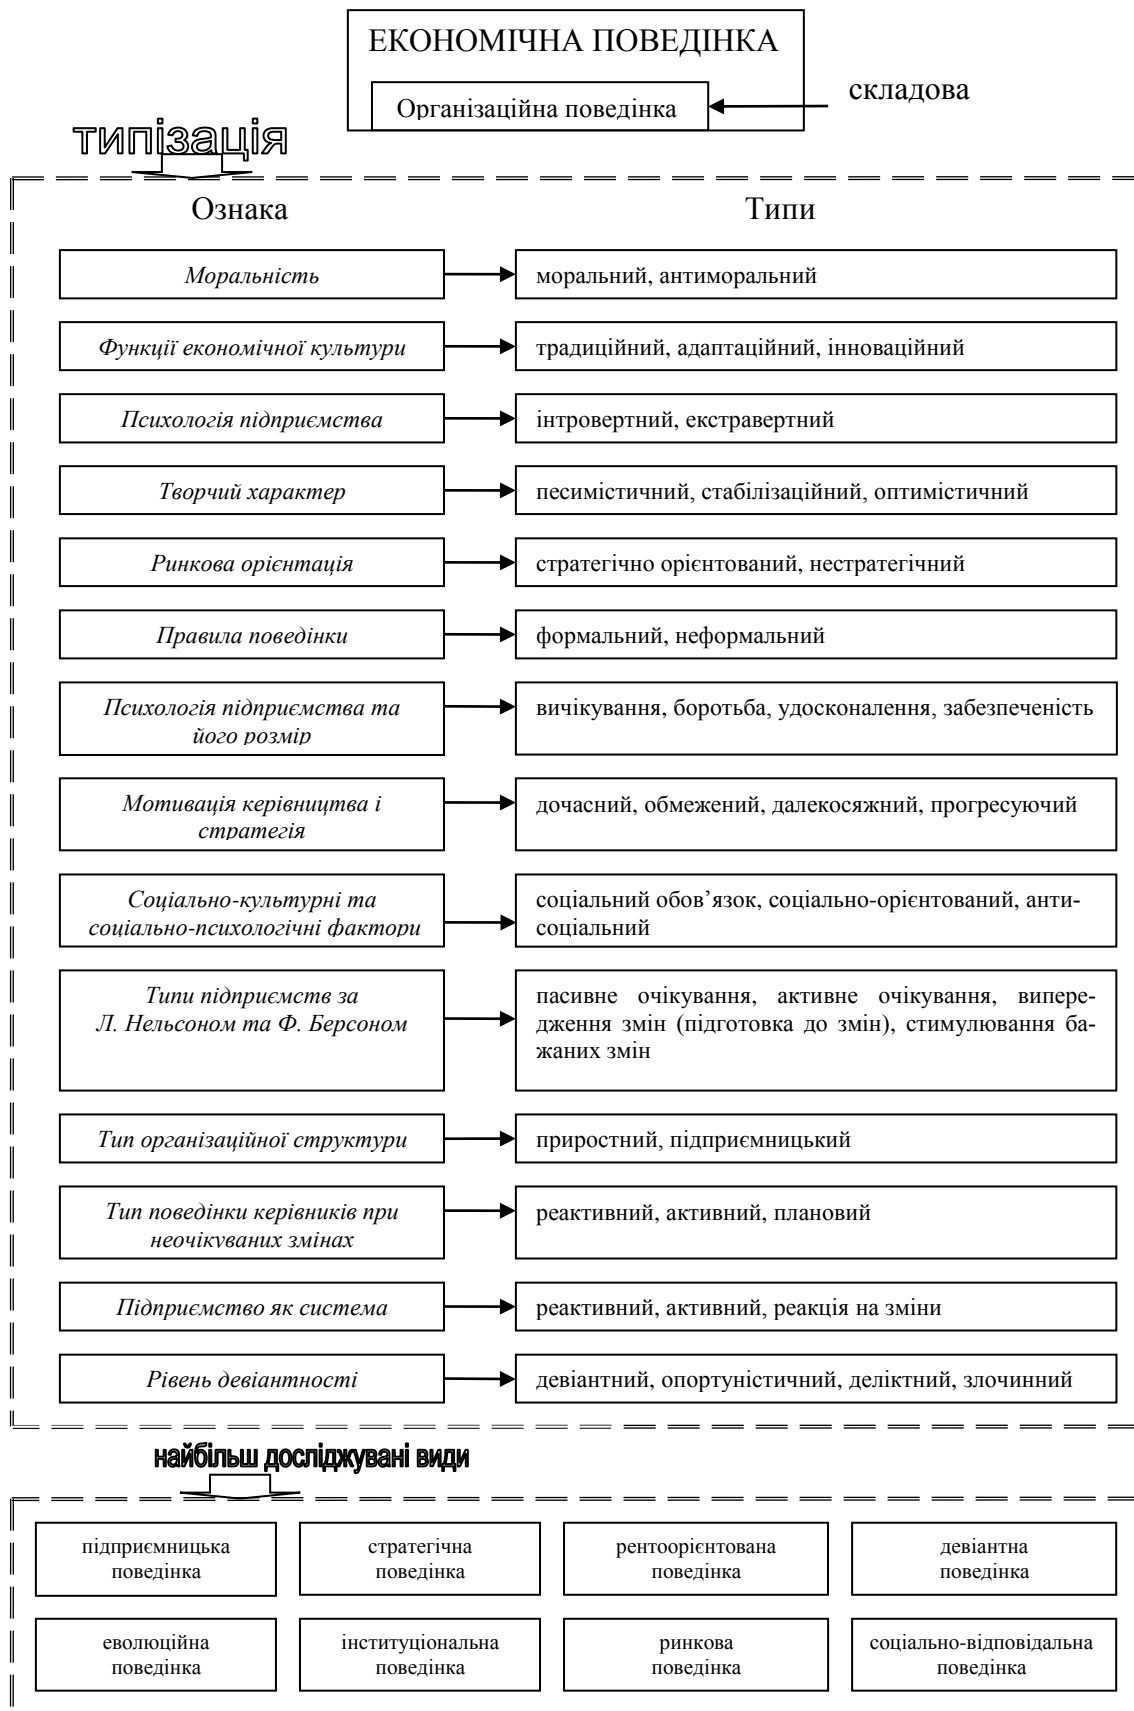 ЕКОНОМІЧНА ПОВЕДІНКА
Організаційна поведінка
складова
типізація
Ознака
Типи
Моральність
моральний, антиморальний
Функції економічної культури
традиційний, адаптаційний, інноваційний
Психологія підприємства
інтровертний, екстравертний
Творчий характер
песимістичний, стабілізаційний, оптимістичний
Ринкова орієнтація
стратегічно орієнтований, нестратегічний
Правила поведінки
формальний, неформальний
Психологія підприємства та
його розмір
вичікування, боротьба, удосконалення, забезпеченість
Мотивація керівництва і
стратегія
дочасний, обмежений, далекосяжний, прогресуючий
Соціально-культурні та
соціально-психологічні фактори
соціальний обов’язок, соціально-орієнтований, анти-
соціальний
Типи підприємств за
Л. Нельсоном та Ф. Берсоном
пасивне очікування, активне очікування, випере-
дження змін (підготовка до змін), стимулювання ба-
жаних змін
Тип організаційної структури
приростний, підприємницький
Тип поведінки керівників при
неочікуваних змінах
реактивний, активний, плановий
Підприємство як система
реактивний, активний, реакція на зміни
Рівень девіантності
девіантний, опортуністичний, деліктний, злочинний
найбільш досліджувані види
підприємницька
поведінка
стратегічна
поведінка
рентоорієнтована
поведінка
девіантна
поведінка
еволюційна
поведінка
інституціональна
поведінка
ринкова
поведінка
соціально-відповідальна
поведінка